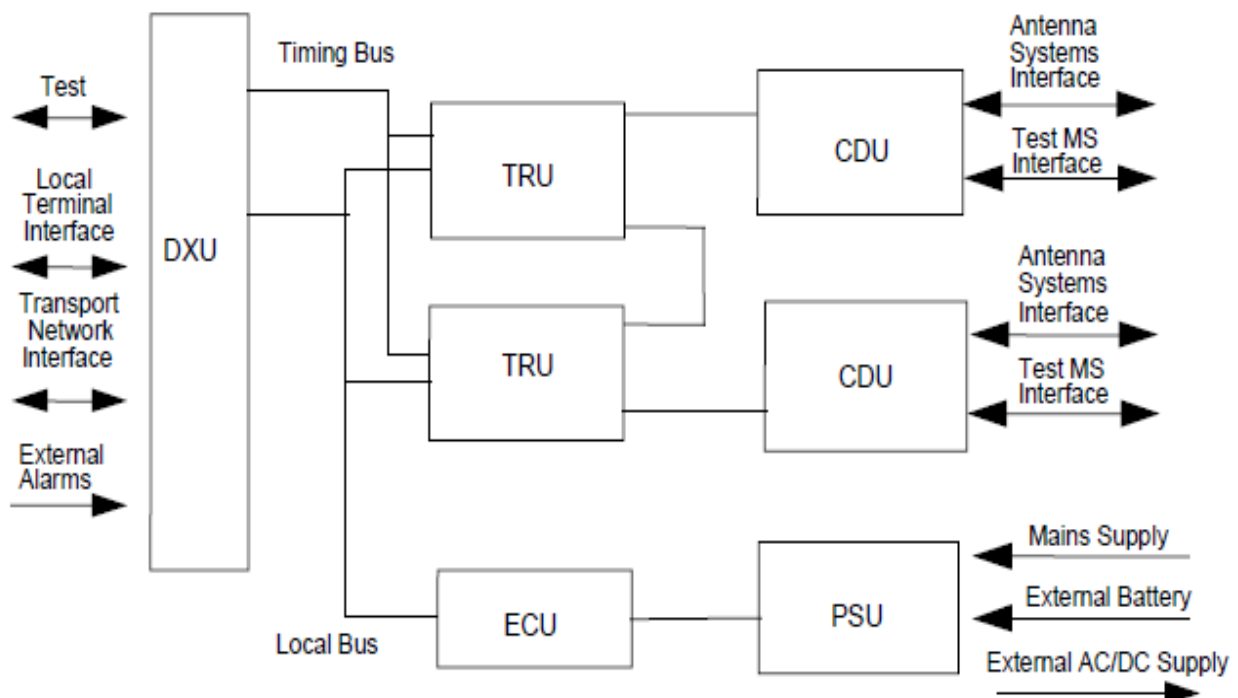 Timing Bus
Test
Local
Terminal
Interface
Transport
Network
Interface
External
Alarms
DXU
TRU
TRU
ECU
Local Bus
CDU
CDU
PSU
Antenna
Systems
Interface
Test MS
Interface
Antenna
Systems
Interface
Test MS
Interface
Mains Supply
External Battery
External AC/DC Supply